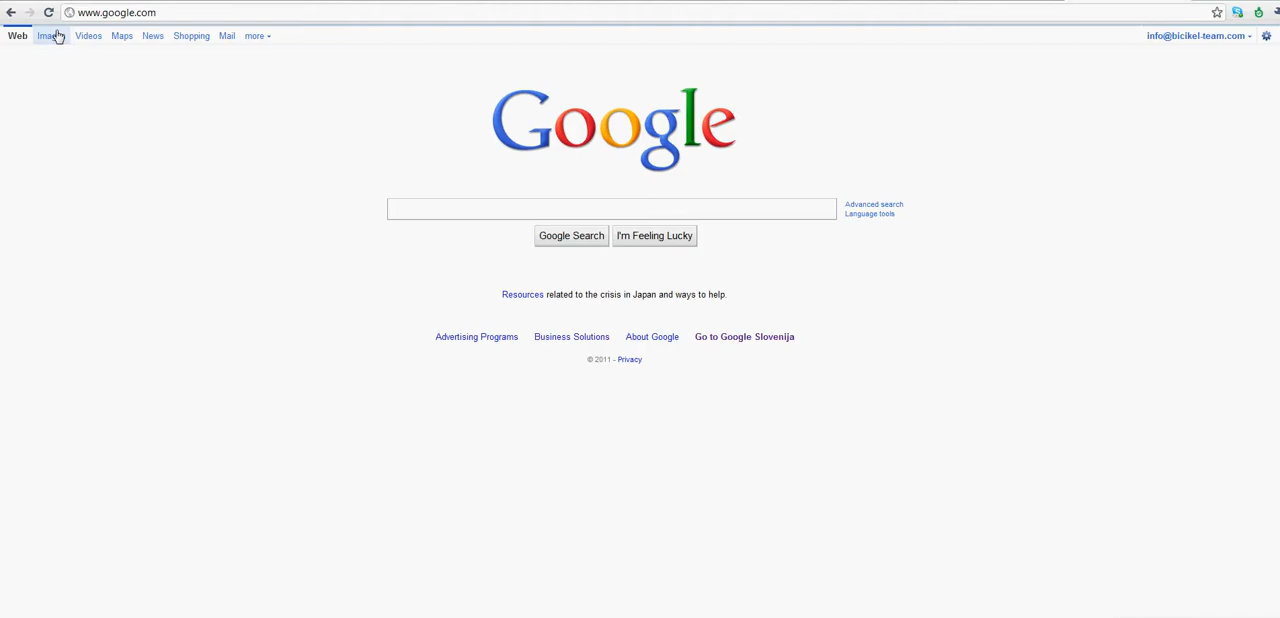 www.google.com
Web Videos Maps News Shopping Mail more info@bicikel-team.com
Google
Advanced search
Language tools
Google Search I'm Feeling Lucky
Resources related to the crisis in Japan and ways to help.
Advertising Programs Business Solutions About Google Go to Google Slovenija
© 2011 - Privacy